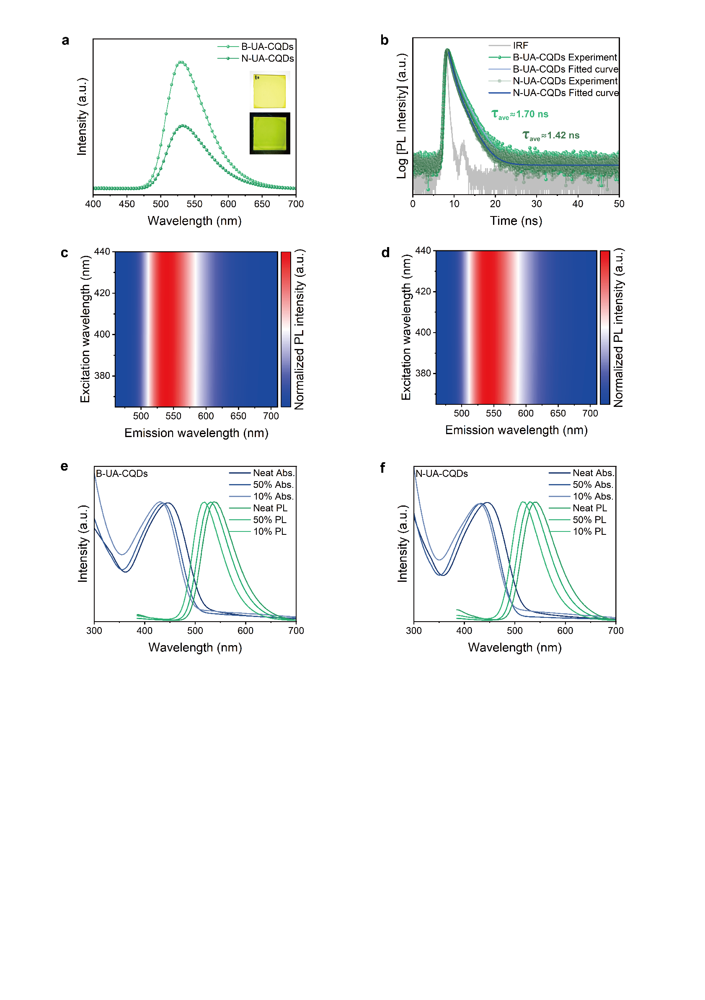 a
B-UA-CQDs
N-UA-CQDs
Intensity (a.u.)
400 450 500 550 600 650 700
Wavelength (nm)
b
IRF
B-UA-CQDs Experiment
B-UA-CQDs Fitted curve
N-UA-CQDs Experiment
N-UA-CQDs Fitted curve
τave≈1.70 ns
τave≈1.42 ns
Log [PL Intersity] (a.u.)
0 10 20 30 40 50
Time (ns)
c
440
420
400
380
Excitation wavelength (nm)
500 550 600 650 700
Emission wavelength (nm)
Normalized PL intensity (a.u.)
d
440
420
400
380
Excitation wavelength (nm)
500 550 600 650 700
Emission wavelength (nm)
Normalized PL intensity (a.u.)
e
B-UA-CQDs
Neat Abs.
50% Abs.
10% Abs.
Neat PL
50% PL
10% PL
Intensity (a.u.)
300 400 500 600 700
Wavelength (nm)
f
N-UA-CQDs
Neat Abs.
50% Abs.
10% Abs.
Neat PL
50% PL
10% PL
Intensity (a.u.)
300 400 500 600 700
Wavelength (nm)